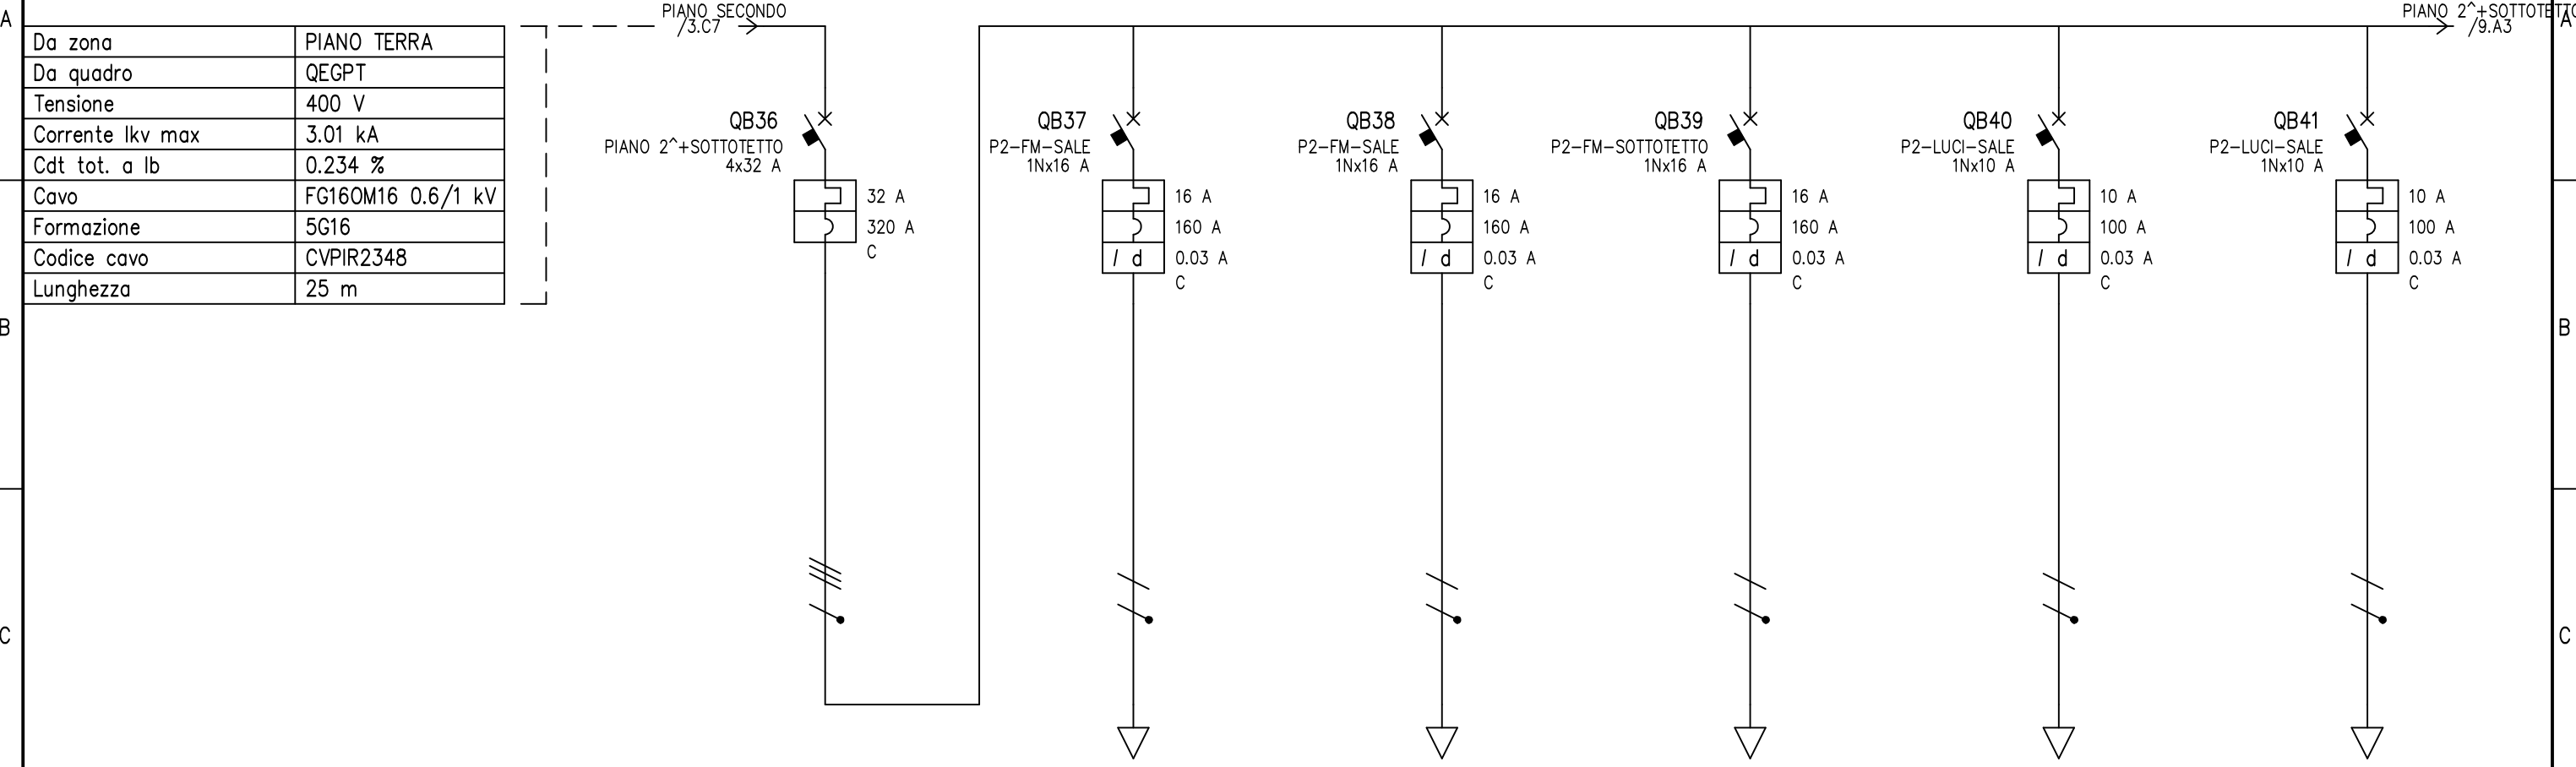 A
PIANO SECONDO
/3.C7
PIANO 2^+SOTTOTETTO
/9.A3
A
Da zona PIANO TERRA
Da quadro QEGPT
Tensione 400 V
Corrente Ikv max 3.01 kA
Cdt tot. a Ib 0.234 %
Cavo FG16OM16 0.6/1 kV
Formazione 5G16
Codice cavo CVPIR2348
Lunghezza 25 m
QB36
PIANO 2^+SOTTOTETTO
4x32 A
32 A
320 A
C
QB37
P2-FM-SALE
1Nx16 A
16 A
160 A
I d 0.03 A
C
QB38
P2-FM-SALE
1Nx16 A
16 A
160 A
I d 0.03 A
C
QB39
P2-FM-SOTTOTETTO
1Nx16 A
16 A
160 A
I d 0.03 A
C
QB40
P2-LUCI-SALE
1Nx10 A
10 A
100 A
I d 0.03 A
C
QB41
P2-LUCI-SALE
1Nx10 A
10 A
100 A
I d 0.03 A
C
B
B
C
C